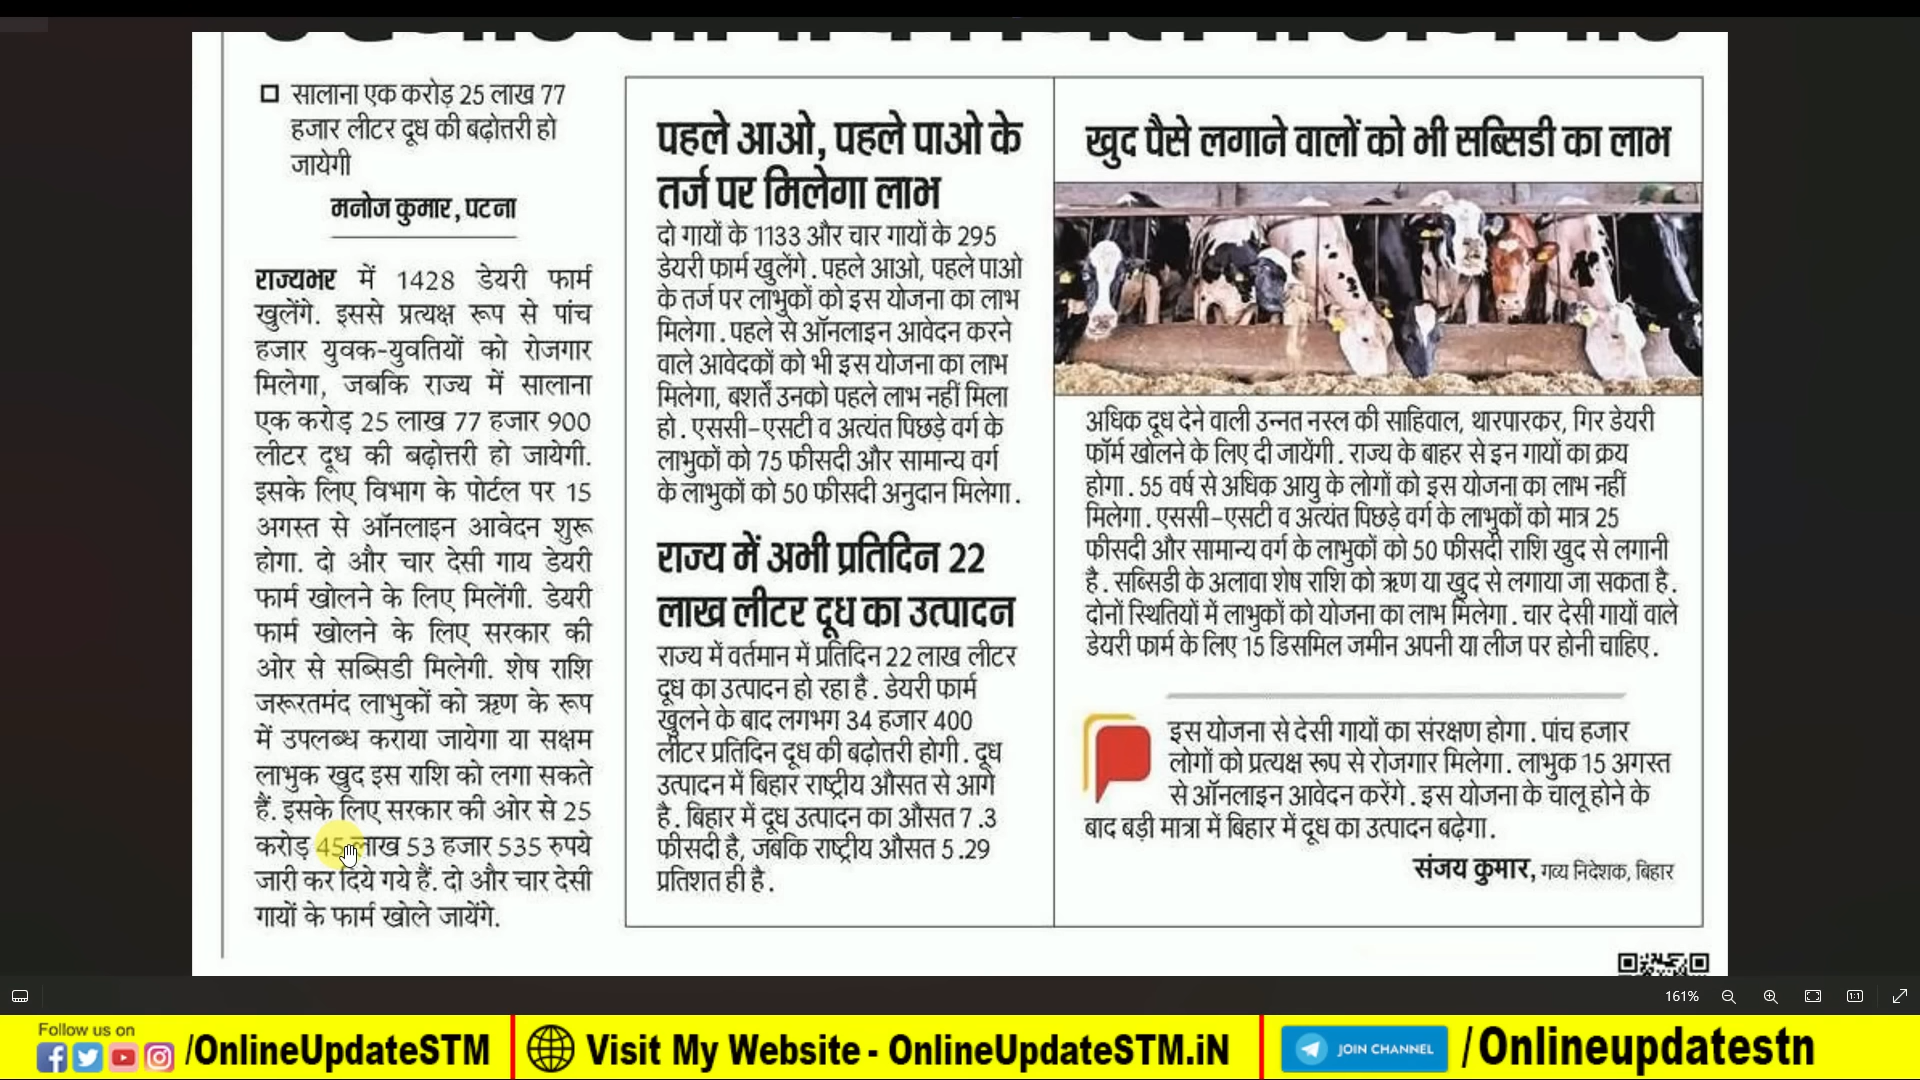 सालाना एक करोड़ 25 लाख 77
हजार लीटर दूध की बढ़ोत्तरी हो
जायेगी
मनोज कुमार, पटना
राज्यभर में 1428 डेयरी फार्म
खुलेंगे. इससे प्रत्यक्ष रूप से पांच
हजार युवक-युवतियों को रोजगार
मिलेगा, जबकि राज्य में सालाना
एक करोड़ 25 लाख 77 हजार 900
लीटर दूध की बढ़ोत्तरी हो जायेगी.
इसके लिए विभाग के पोर्टल पर 15
अगस्त से ऑनलाइन आवेदन शुरू
होगा. दो और चार देसी गाय डेयरी
फार्म खोलने के लिए मिलेंगी. डेयरी
फार्म खोलने के लिए सरकार की
ओर से सब्सिडी मिलेगी. शेष राशि
जरूरतमंद लाभुकों को ऋण के रूप
में उपलब्ध कराया जायेगा या सक्षम
लाभुक खुद इस राशि को लगा सकते
हैं. इसके लिए सरकार की ओर से 25
करोड़ 45 लाख 53 हजार 535 रुपये
जारी कर दिये गये हैं. दो और चार देसी
गायों के फार्म खोले जायेंगे.
पहले आओ, पहले पाओ के
तर्ज पर मिलेगा लाभ
दो गायों के 1133 और चार गायों के 295
डेयरी फार्म खुलेंगे. पहले आओ, पहले पाओ
के तर्ज पर लाभुकों को इस योजना का लाभ
मिलेगा. पहले से ऑनलाइन आवेदन करने
वाले आवेदकों को भी इस योजना का लाभ
मिलेगा, बशर्ते उनको पहले लाभ नहीं मिला
हो. एससी-एसटी व अत्यंत पिछड़े वर्ग के
लाभुकों को 75 फीसदी और सामान्य वर्ग
के लाभुकों को 50 फीसदी अनुदान मिलेगा.
राज्य में अभी प्रतिदिन 22
लाख लीटर दूध का उत्पादन
राज्य में वर्तमान में प्रतिदिन 22 लाख लीटर
दूध का उत्पादन हो रहा है. डेयरी फार्म
खुलने के बाद लगभग 34 हजार 400
लीटर प्रतिदिन दूध की बढ़ोतरी होगी. दूध
उत्पादन में बिहार राष्ट्रीय औसत से आगे
है. बिहार में दूध उत्पादन का औसत 7.3
फीसदी है, जबकि राष्ट्रीय औसत 5.29
प्रतिशत ही है.
खुद पैसे लगाने वालों को भी सब्सिडी का लाभ
अधिक दूध देने वाली उन्नत नस्ल की साहिवाल, थारपारकर, गिर डेयरी
फॉर्म खोलने के लिए दी जायेंगी. राज्य के बाहर से इन गायों का क्रय
होगा. 55 वर्ष से अधिक आयु के लोगों को इस योजना का लाभ नहीं
मिलेगा. एससी-एसटी व अत्यंत पिछड़े वर्ग के लाभुकों को मात्र 25
फीसदी और सामान्य वर्ग के लाभुकों को 50 फीसदी राशि खुद से लगानी
है. सब्सिडी के अलावा शेष राशि को ऋण या खुद से लगाया जा सकता है.
दोनों स्थितियों में लाभुकों को योजना का लाभ मिलेगा. चार देसी गायों वाले
डेयरी फार्म के लिए 15 डिसमिल जमीन अपनी या लीज पर होनी चाहिए.
इस योजना से देसी गायों का संरक्षण होगा. पांच हजार
लोगों को प्रत्यक्ष रूप से रोजगार मिलेगा. लाभुक 15 अगस्त
से ऑनलाइन आवेदन करेंगे. इस योजना के चालू होने के
बाद बड़ी मात्रा में बिहार में दूध का उत्पादन बढ़ेगा.
संजय कुमार, गव्य निदेशक, बिहार
161%
Follow us on
/OnlineUpdateSTM
Visit My Website - OnlineUpdateSTM.iN
JOIN CHANNEL
/Onlineupdatestn